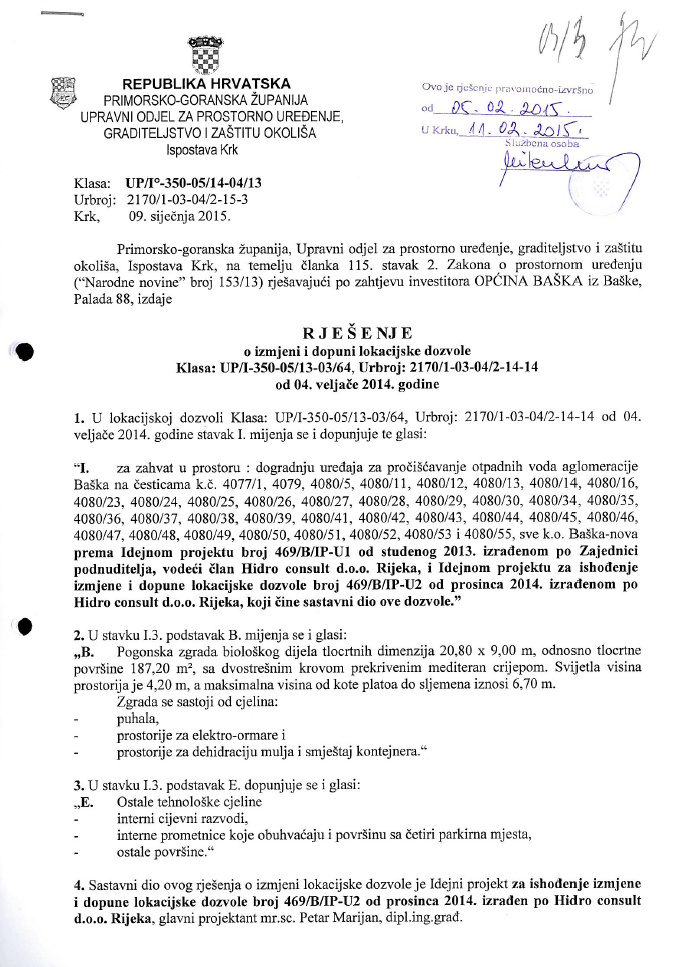 REPUBLIKA HRVATSKA
PRIMORSKO-GORANSKA ŽUPANIJA
UPRAVNI ODJEL ZA PROSTORNO UREĐENJE,
GRADITELJSTVO I ZAŠTITU OKOLIŠA
Ispostava Krk
Ovo je rješenje pravomoćno-izvršno
od 05.02.2015.
U Krku, 11.02.2015.
Službena osoba
Klasa: UP/I°-350-05/14-04/13
Urbroj: 2170/1-03-04/2-15-3
Krk, 09. siječnja 2015.
Primorsko-goranska županija, Upravni odjel za prostorno uređenje, graditeljstvo i zaštitu
okoliša, Ispostava Krk, na temelju članka 115. stavak 2. Zakona o prostornom uređenju
(“Narodne novine” broj 153/13) rješavajući po zahtjevu investitora OPĆINA BAŠKA iz Baške,
Palada 88, izdaje
R J E Š E NJ E
o izmjeni i dopuni lokacijske dozvole
Klasa: UP/I-350-05/13-03/64, Urbroj: 2170/1-03-04/2-14-14
od 04. veljače 2014. godine
1. U lokacijskoj dozvoli Klasa: UP/I-350-05/13-03/64, Urbroj: 2170/1-03-04/2-14-14 od 04.
veljače 2014. godine stavak I. mijenja se i dopunjuje te glasi:
“I. za zahvat u prostoru : dogradnju uređaja za pročišćavanje otpadnih voda aglomeracije
Baška na česticama k.č. 4077/1, 4079, 4080/5, 4080/11, 4080/12, 4080/13, 4080/14, 4080/16,
4080/23, 4080/24, 4080/25, 4080/26, 4080/27, 4080/28, 4080/29, 4080/30, 4080/34, 4080/35,
4080/36, 4080/37, 4080/38, 4080/39, 4080/41, 4080/42, 4080/43, 4080/44, 4080/45, 4080/46,
4080/47, 4080/48, 4080/49, 4080/50, 4080/51, 4080/52, 4080/53 i 4080/55, sve k.o. Baška-nova
prema Idejnom projektu broj 469/B/IP-U1 od studenog 2013. izrađenom po Zajednici
podnuditelja, vodeći član Hidro consult d.o.o. Rijeka, i Idejnom projektu za ishođenje
izmjene i dopune lokacijske dozvole broj 469/B/IP-U2 od prosinca 2014. izrađenom po
Hidro consult d.o.o. Rijeka, koji čine sastavni dio ove dozvole.”
2. U stavku I.3. podstavak B. mijenja se i glasi:
„B. Pogonska zgrada biološkog dijela tlocrtnih dimenzija 20,80 x 9,00 m, odnosno tlocrtne
površine 187,20 m², sa dvostrešnim krovom prekrivenim mediteran crijepom. Svijetla visina
prostorija je 4,20 m, a maksimalna visina od kote platoa do sljemena iznosi 6,70 m.
Zgrada se sastoji od cjelina:
- puhala,
- prostorije za elektro-ormare i
- prostorije za dehidraciju mulja i smještaj kontejnera.“
3. U stavku I.3. podstavak E. dopunjuje se i glasi:
„E. Ostale tehnološke cjeline
- interni cijevni razvodi,
- interne prometnice koje obuhvaćaju i površinu sa četiri parkirna mjesta,
- ostale površine.“
4. Sastavni dio ovog rješenja o izmjeni lokacijske dozvole je Idejni projekt za ishođenje izmjene
i dopune lokacijske dozvole broj 469/B/IP-U2 od prosinca 2014. izrađen po Hidro consult
d.o.o. Rijeka, glavni projektant mr.sc. Petar Marijan, dipl.ing.građ.